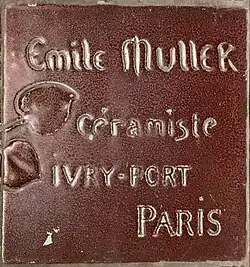 Emile MULLER
Céramiste
IVRY-PORT
PARIS